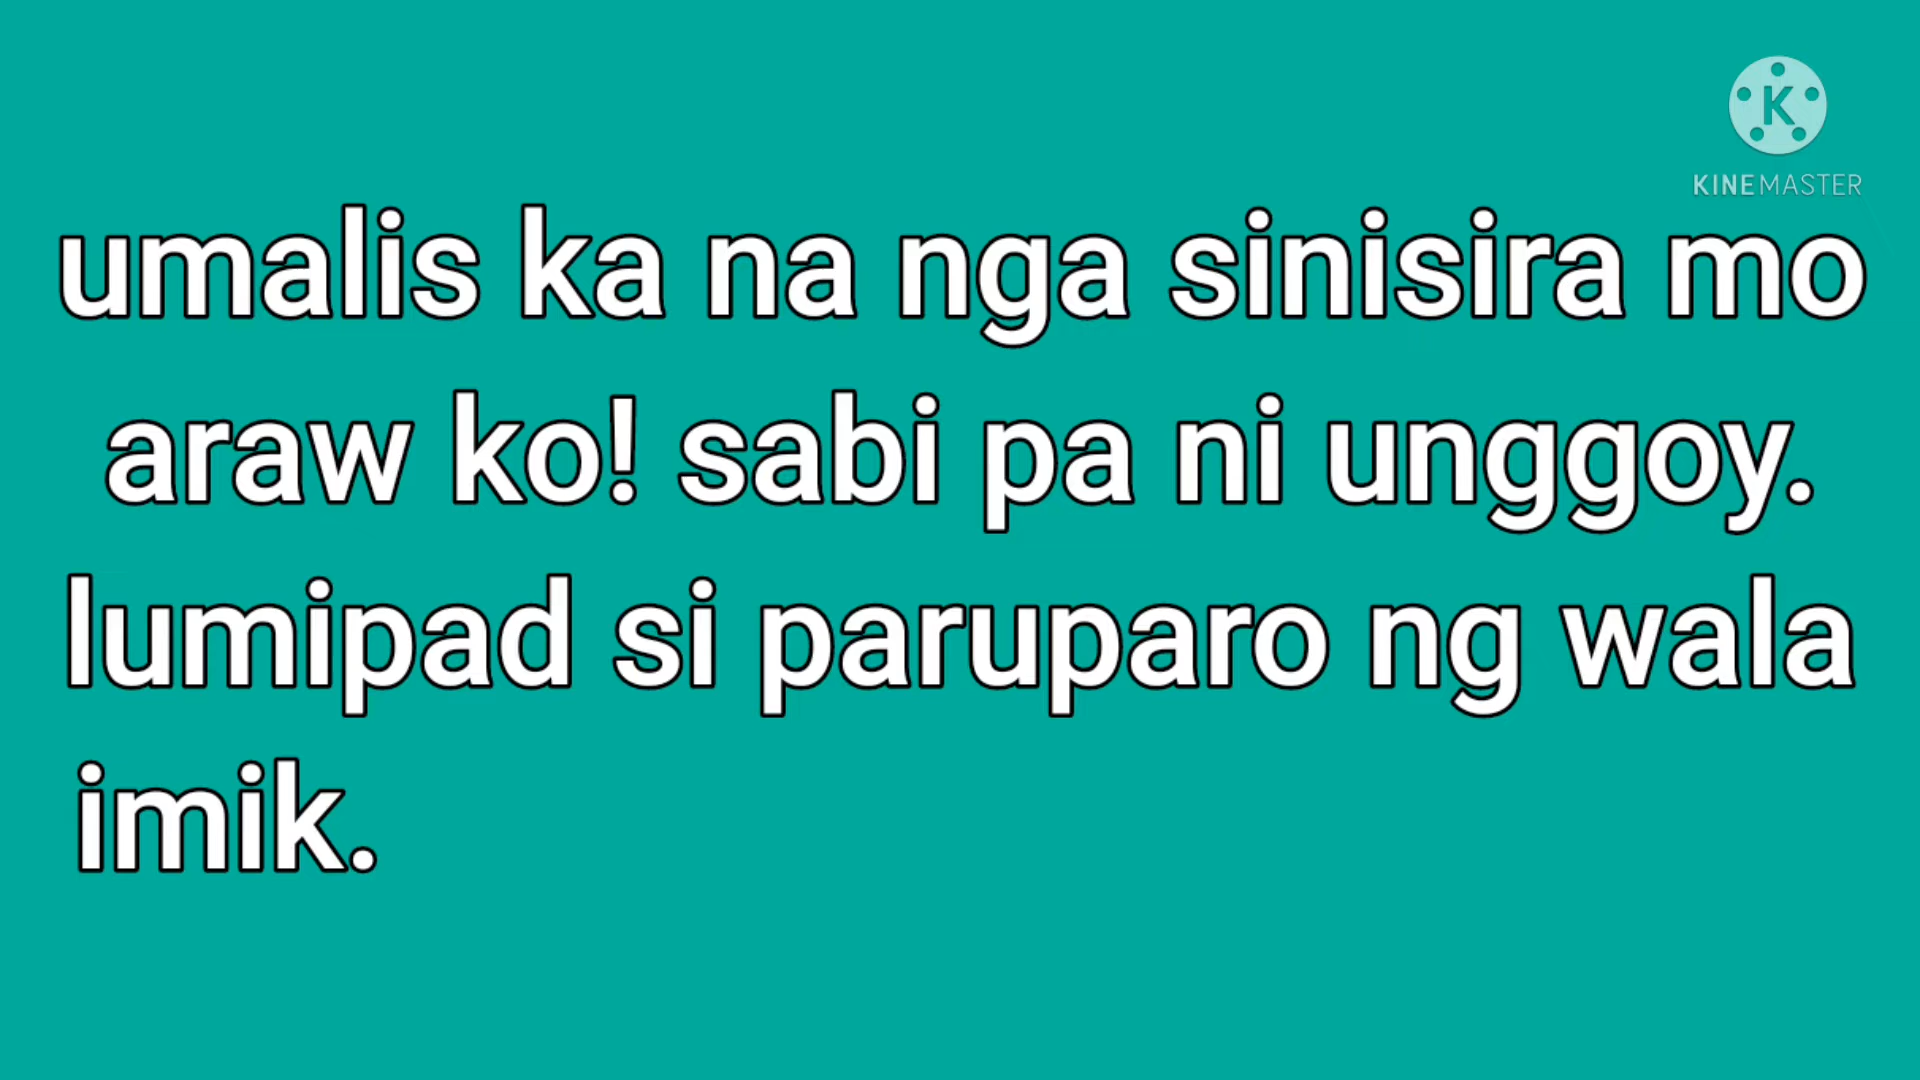 KINEMASTER
umalis ka na nga sinisira mo
araw ko! sabi pa ni unggoy.
lumipad si paruparo ng wala
imik.